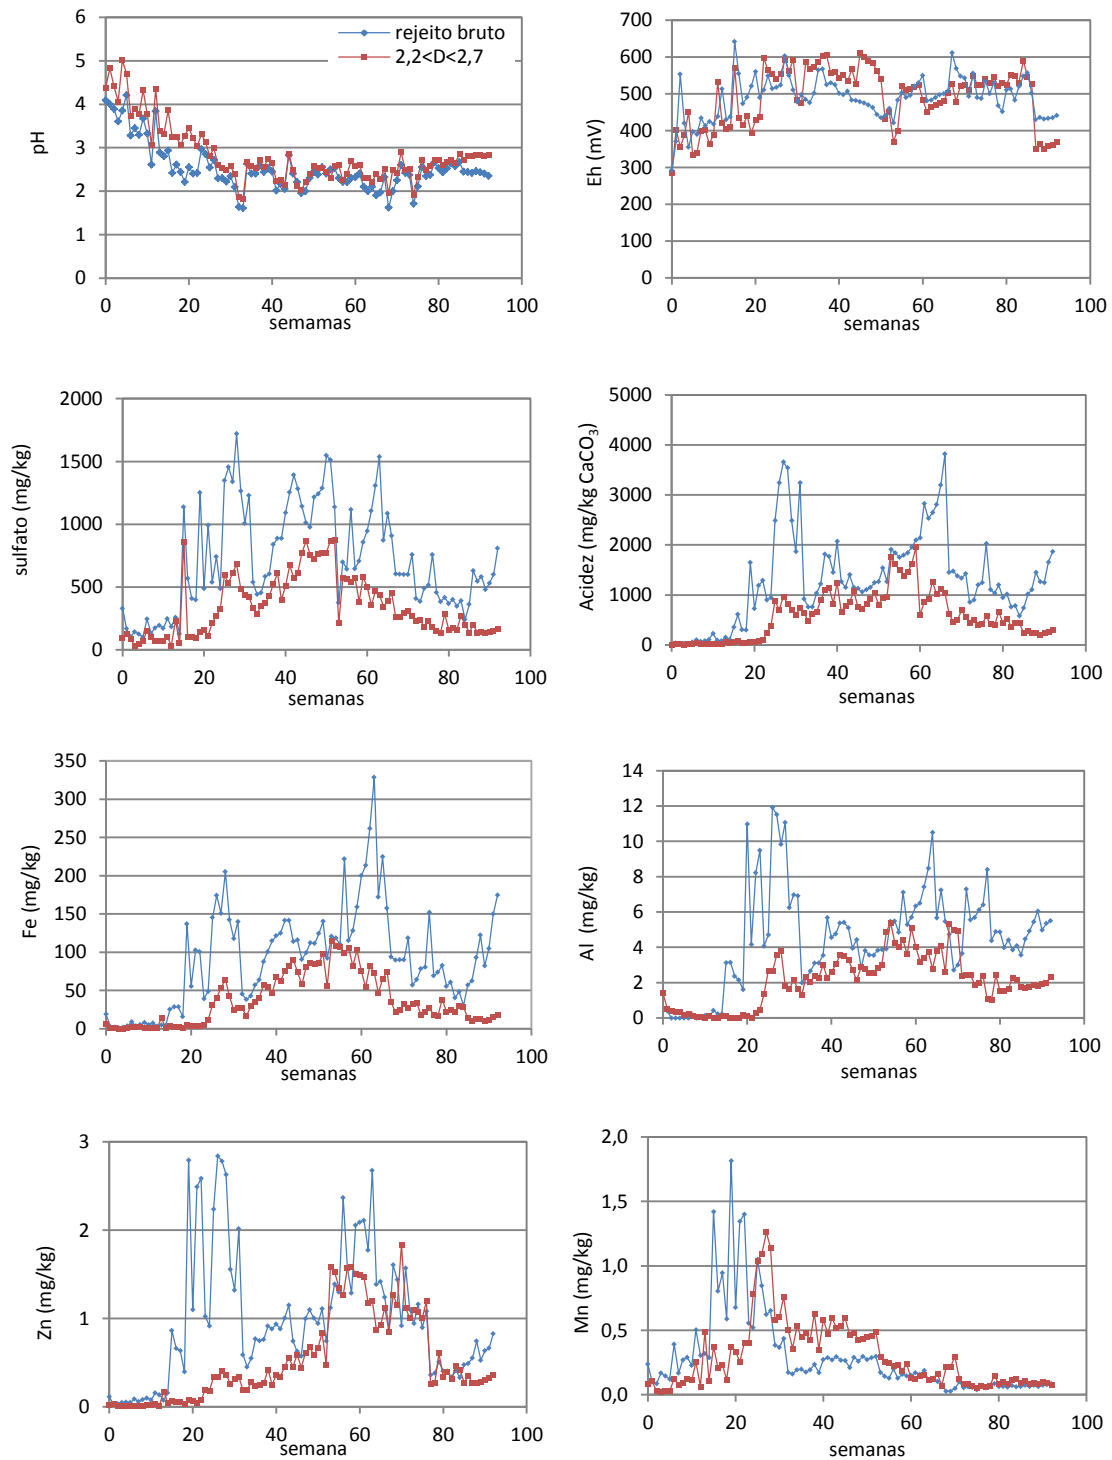 rejeito bruto
2,2<D<2,7
pH
6
5
4
3
2
1
0
0 20 40 60 80 100
semamas
Eh (mV)
700
600
500
400
300
200
100
0
0 20 40 60 80 100
semanas
sulfato (mg/kg)
2000
1500
1000
500
0
0 20 40 60 80 100
semanas
Acidez (mg/kg CaCO₃)
5000
4000
3000
2000
1000
0
0 20 40 60 80 100
semanas
Fe (mg/kg)
350
300
250
200
150
100
50
0
0 20 40 60 80 100
semanas
Al (mg/kg)
14
12
10
8
6
4
2
0
0 20 40 60 80 100
semanas
Zn (mg/kg)
3
2
1
0
0 20 40 60 80 100
semana
Mn (mg/kg)
2,0
1,5
1,0
0,5
0,0
0 20 40 60 80 100
semanas